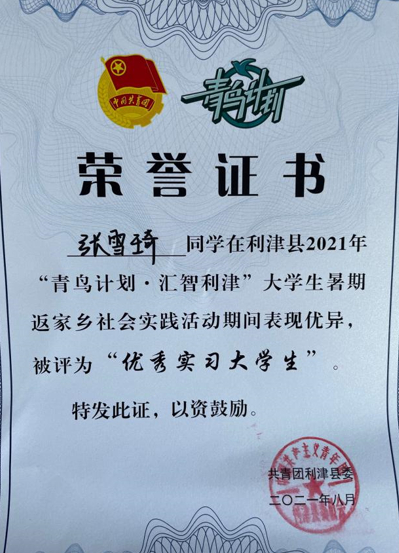 中国共青团
青鸟计划
荣誉证书
张雪琦 同学在利津县2021年
“青鸟计划·汇智利津”大学生暑期
返家乡社会实践活动期间表现优异，
被评为“优秀实习大学生”。
特发此证，以资鼓励。
共青团利津县委
二〇二一年八月